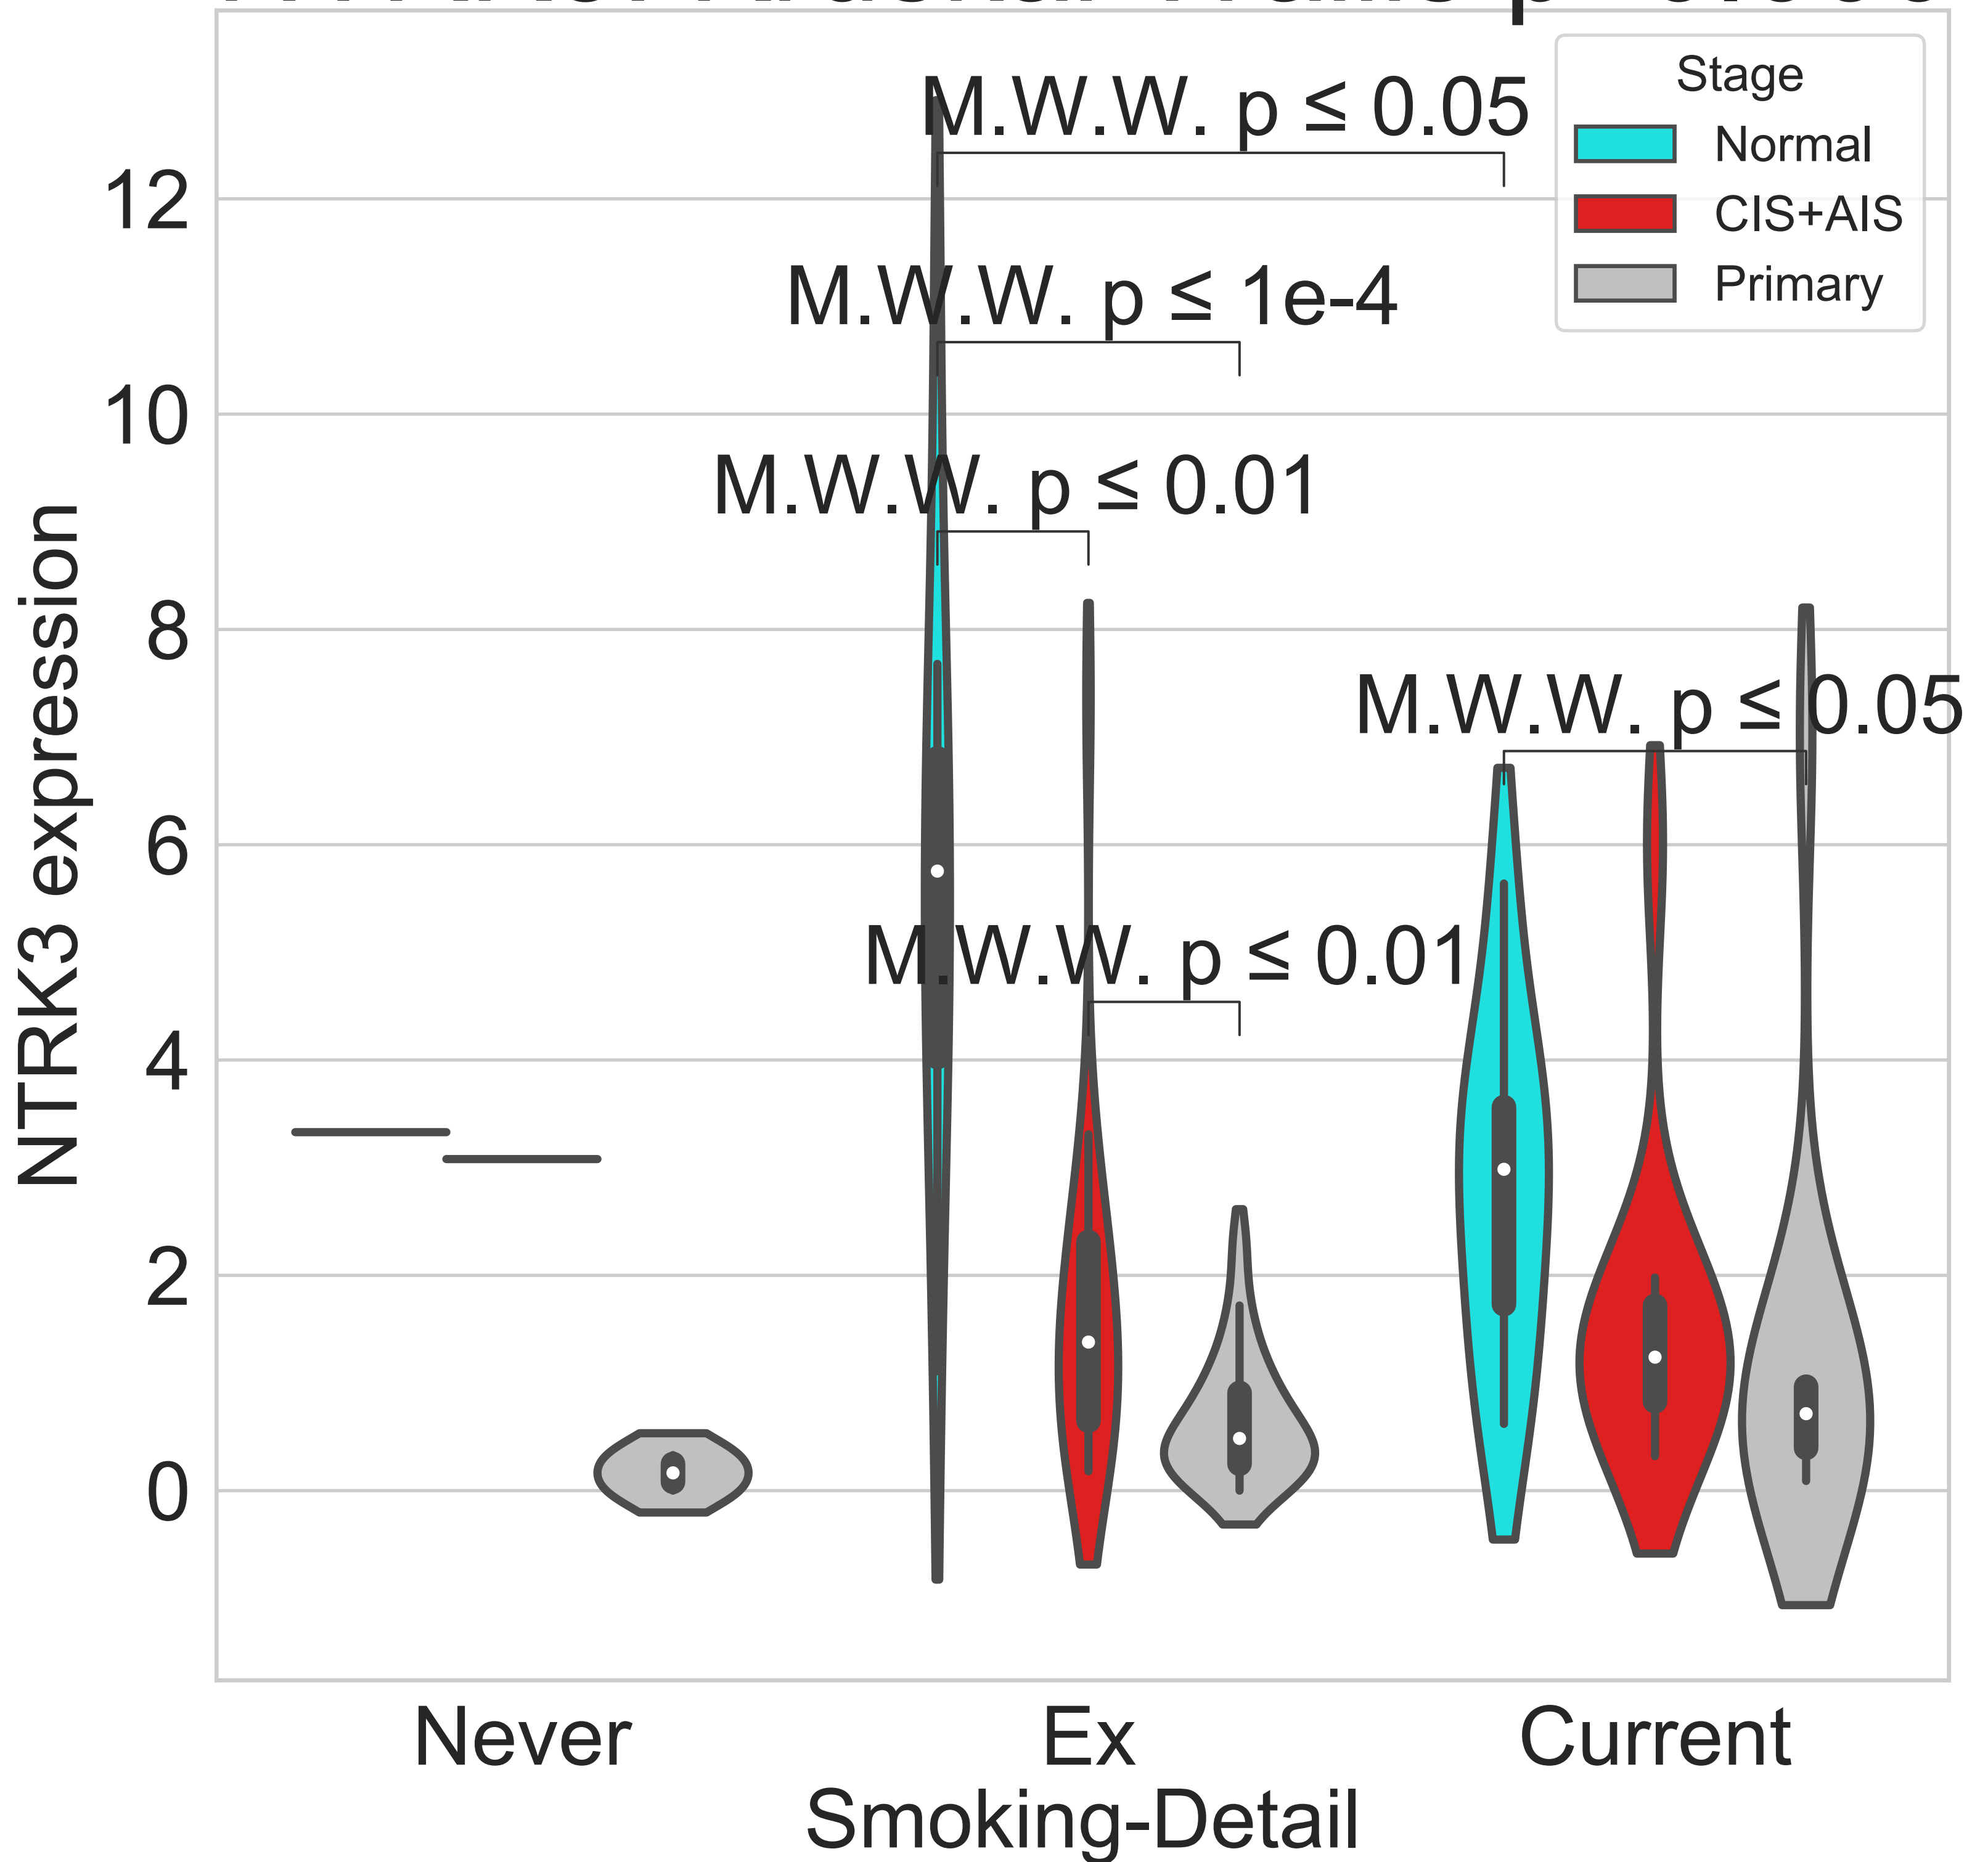 M.W.W. p ≤ 0.05
Stage
Normal
CIS+AIS
Primary
12
M.W.W. p ≤ 1e-4
10
M.W.W. p ≤ 0.01
8
M.W.W. p ≤ 0.05
6
M.W.W. p ≤ 0.01
4
2
0
NTRK3 expression
Never
Ex
Current
Smoking-Detail